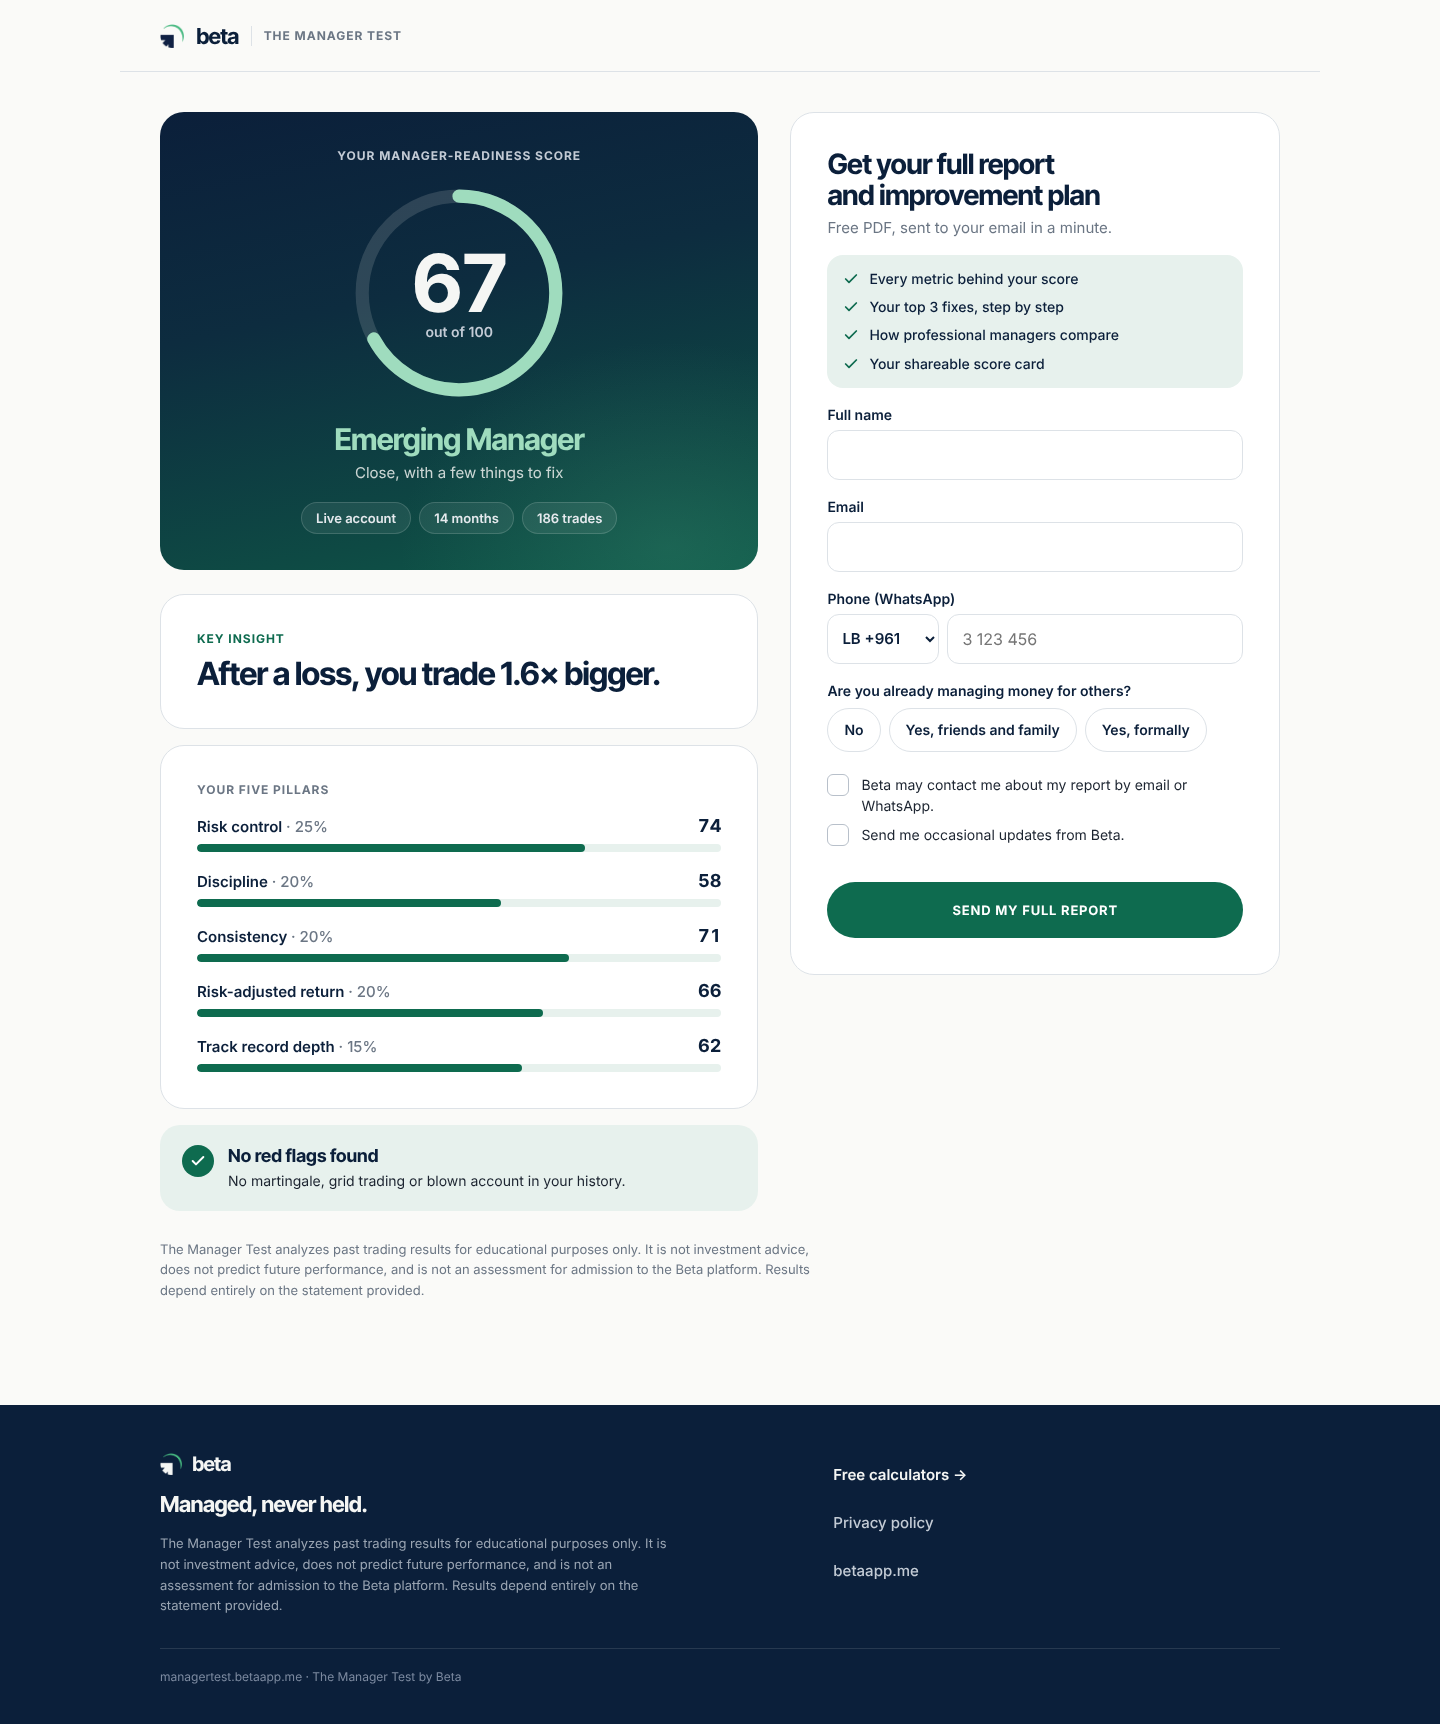 beta
THE MANAGER TEST
YOUR MANAGER-READINESS SCORE
67
out of 100
Emerging Manager
Close, with a few things to fix
Live account
14 months
186 trades
KEY INSIGHT
After a loss, you trade 1.6× bigger.
YOUR FIVE PILLARS
Risk control · 25% 74
Discipline · 20% 58
Consistency · 20% 71
Risk-adjusted return · 20% 66
Track record depth · 15% 62
No red flags found
No martingale, grid trading or blown account in your history.
Get your full report
and improvement plan
Free PDF, sent to your email in a minute.
Every metric behind your score
Your top 3 fixes, step by step
How professional managers compare
Your shareable score card
Full name
Email
Phone (WhatsApp)
LB +961
3 123 456
Are you already managing money for others?
No
Yes, friends and family
Yes, formally
Beta may contact me about my report by email or
WhatsApp.
Send me occasional updates from Beta.
SEND MY FULL REPORT
The Manager Test analyzes past trading results for educational purposes only. It is not investment advice,
does not predict future performance, and is not an assessment for admission to the Beta platform. Results
depend entirely on the statement provided.
beta
Managed, never held.
The Manager Test analyzes past trading results for educational purposes only. It is
not investment advice, does not predict future performance, and is not an
assessment for admission to the Beta platform. Results depend entirely on the
statement provided.
Free calculators →
Privacy policy
betaapp.me
managertest.betaapp.me · The Manager Test by Beta